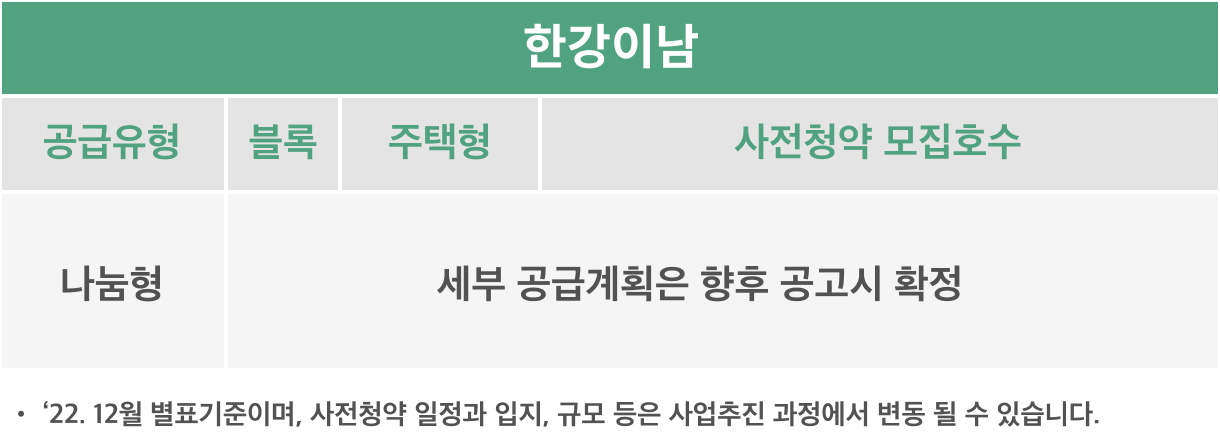 한강이남
공급유형 블록 주택형 사전청약 모집호수
나눔형 세부 공급계획은 향후 공고시 확정
• ‘22. 12월 별표기준이며, 사전청약 일정과 입지, 규모 등은 사업추진 과정에서 변동 될 수 있습니다.